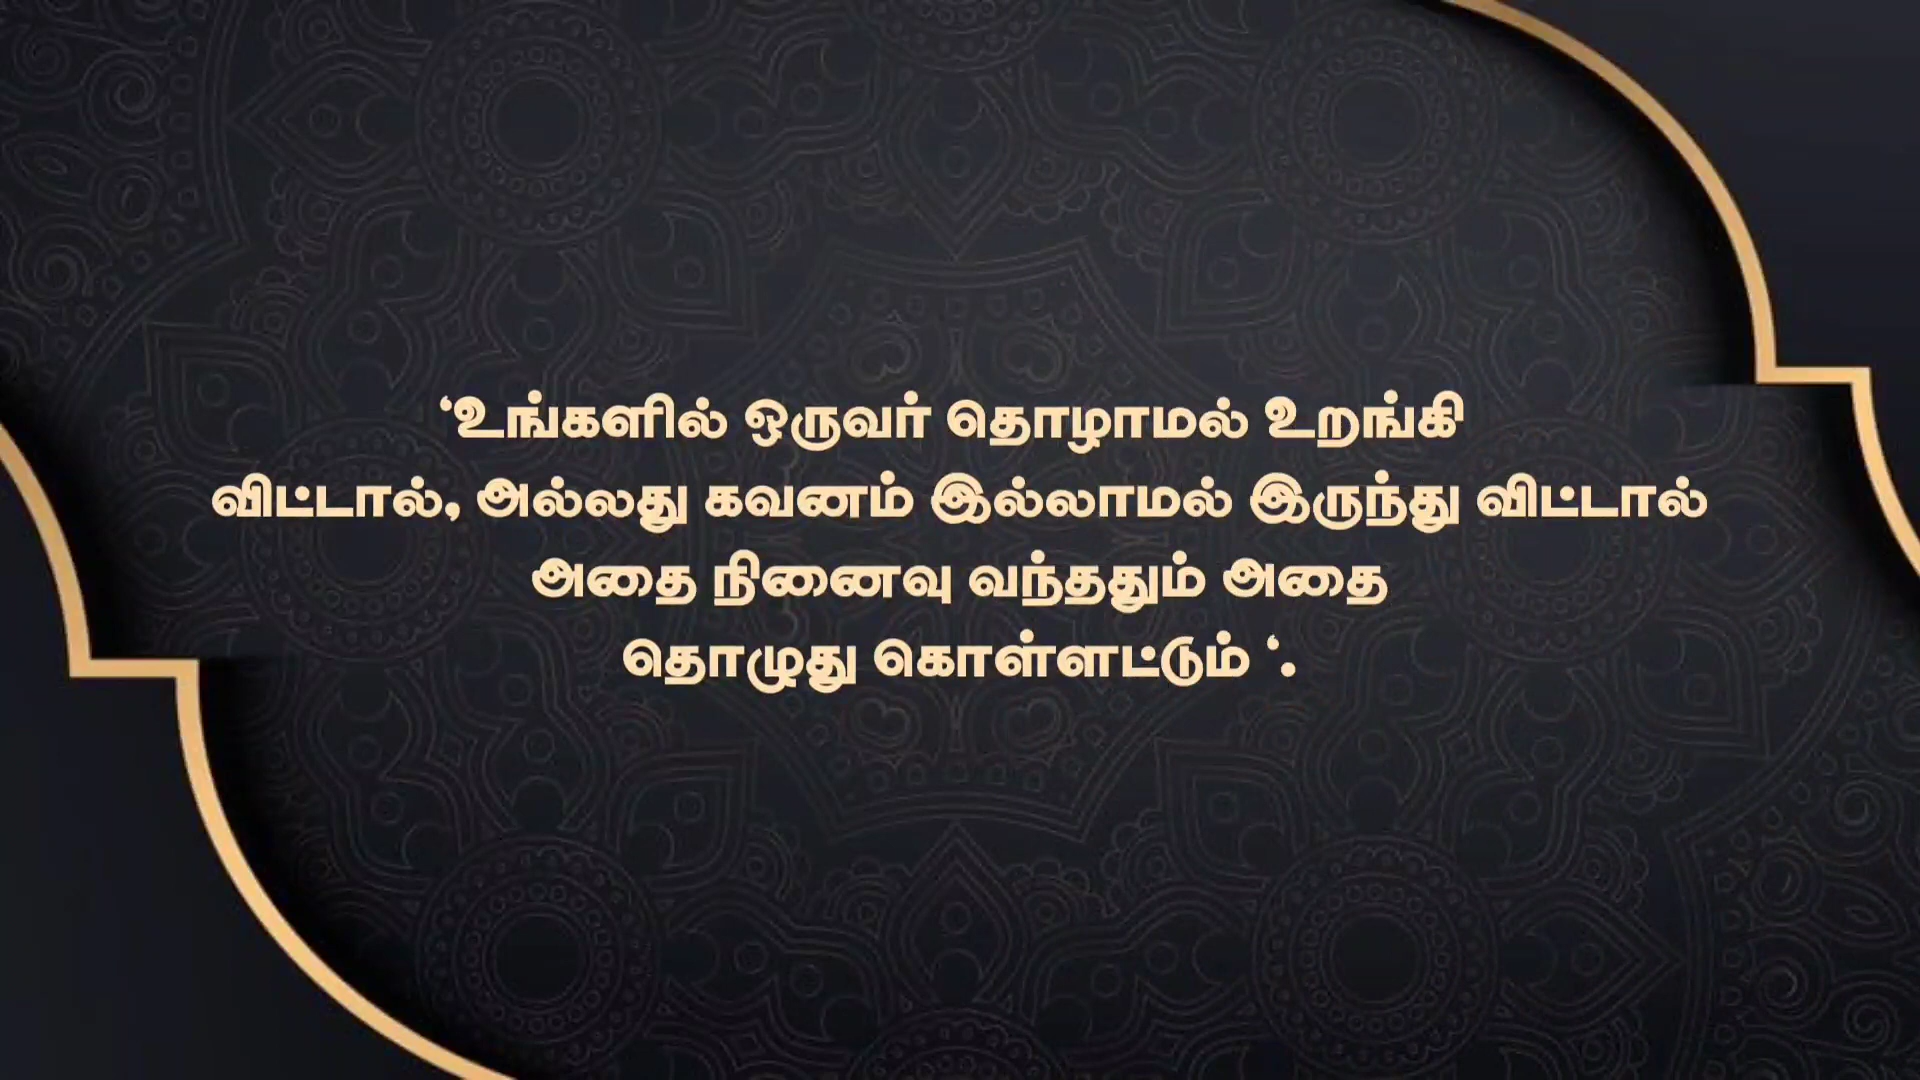 ‘உங்களில் ஒருவர் தொழாமல் உறங்கி
விட்டால், அல்லது கவனம் இல்லாமல் இருந்து விட்டால்
அதை நினைவு வந்ததும் அதை
தொழுது கொள்ளட்டும் ‘.